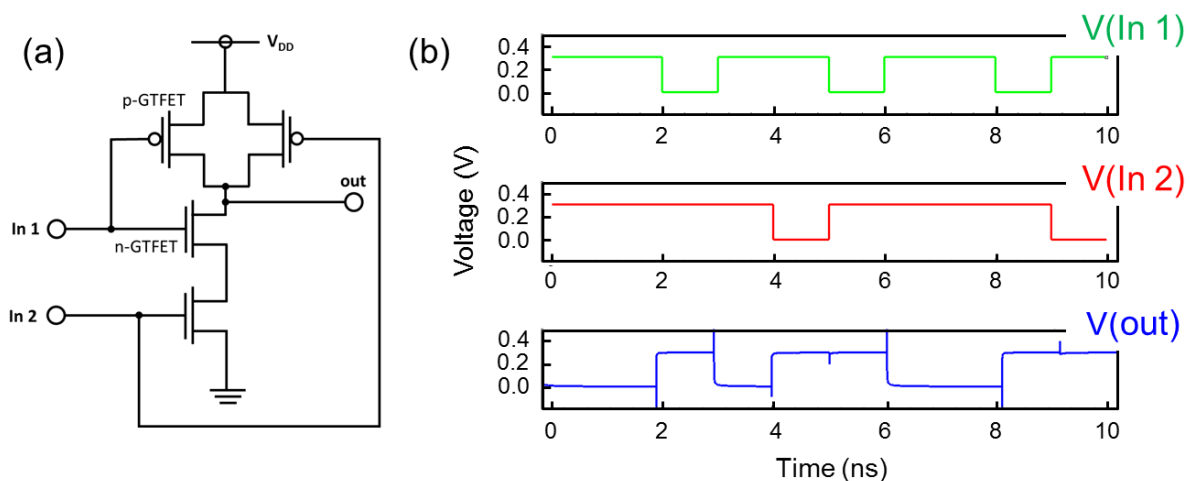 (a)
V_DD
p-GTFET
out
In 1
n-GTFET
In 2
(b)
V(In 1)
0.4
0.2
0.0
0 2 4 6 8 10
V(In 2)
0.4
0.2
0.0
0 2 4 6 8 10
V(out)
0.4
0.2
0.0
0 2 4 6 8 10
Voltage (V)
Time (ns)